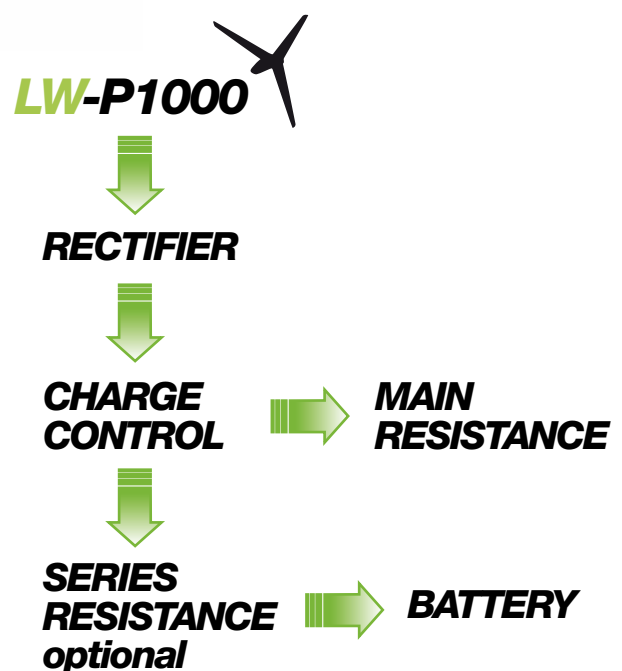 LW-P1000
RECTIFIER
CHARGE
CONTROL
MAIN
RESISTANCE
SERIES
RESISTANCE
optional
BATTERY